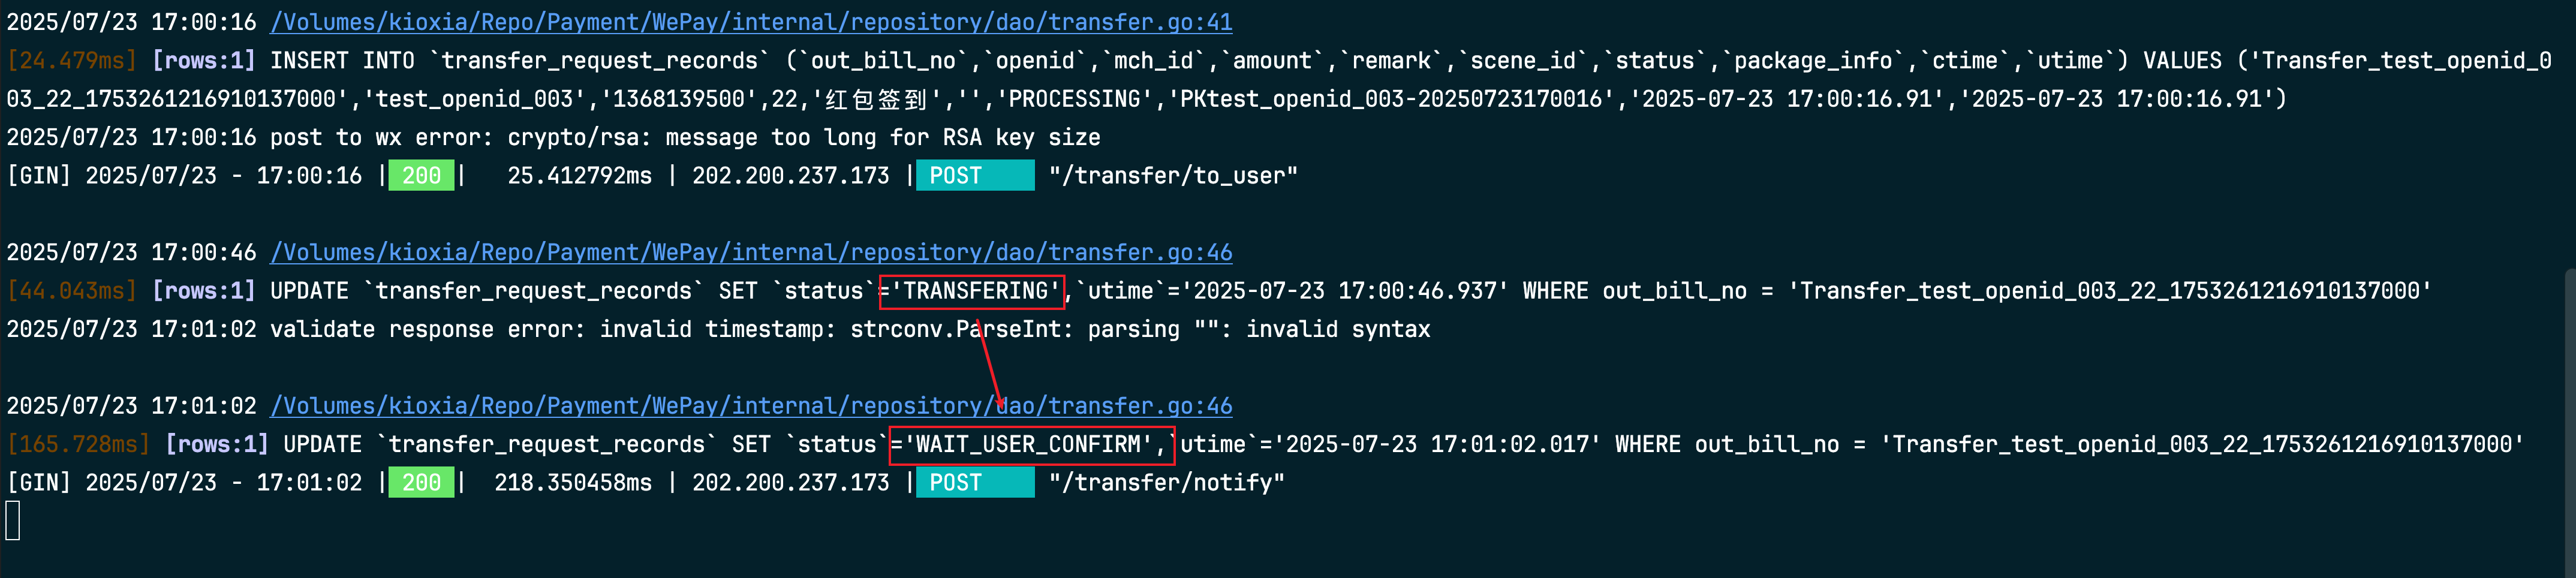 2025/07/23 17:00:16 /Volumes/kioxia/Repo/Payment/WePay/internal/repository/dao/transfer.go:41
[24.479ms] [rows:1] INSERT INTO `transfer_request_records` (`out_bill_no`,`openid`,`mch_id`,`amount`,`remark`,`scene_id`,`status`,`package_info`,`ctime`,`utime`) VALUES ('Transfer_test_openid_0
03_22_1753261216910137000','test_openid_003','1368139500',22,'红包签到','','PROCESSING','PKtest_openid_003-20250723170016','2025-07-23 17:00:16.91','2025-07-23 17:00:16.91')
2025/07/23 17:00:16 post to wx error: crypto/rsa: message too long for RSA key size
[GIN] 2025/07/23 - 17:00:16 | 200 |   25.412792ms | 202.200.237.173 | POST     "/transfer/to_user"
2025/07/23 17:00:46 /Volumes/kioxia/Repo/Payment/WePay/internal/repository/dao/transfer.go:46
[44.043ms] [rows:1] UPDATE `transfer_request_records` SET `status`='TRANSFERING',`utime`='2025-07-23 17:00:46.937' WHERE out_bill_no = 'Transfer_test_openid_003_22_1753261216910137000'
2025/07/23 17:01:02 validate response error: invalid timestamp: strconv.ParseInt: parsing "": invalid syntax
2025/07/23 17:01:02 /Volumes/kioxia/Repo/Payment/WePay/internal/repository/dao/transfer.go:46
[165.728ms] [rows:1] UPDATE `transfer_request_records` SET `status`='WAIT_USER_CONFIRM',`utime`='2025-07-23 17:01:02.017' WHERE out_bill_no = 'Transfer_test_openid_003_22_1753261216910137000'
[GIN] 2025/07/23 - 17:01:02 | 200 |  218.350458ms | 202.200.237.173 | POST     "/transfer/notify"